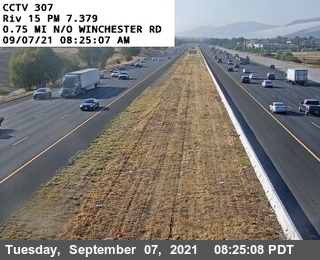 CCTV 307
Riv 15 PM 7.379
0.75 MI N/O WINCHESTER RD
09/07/21 08:25:07 AM
Tuesday, September 07, 2021 08:25:08 PDT